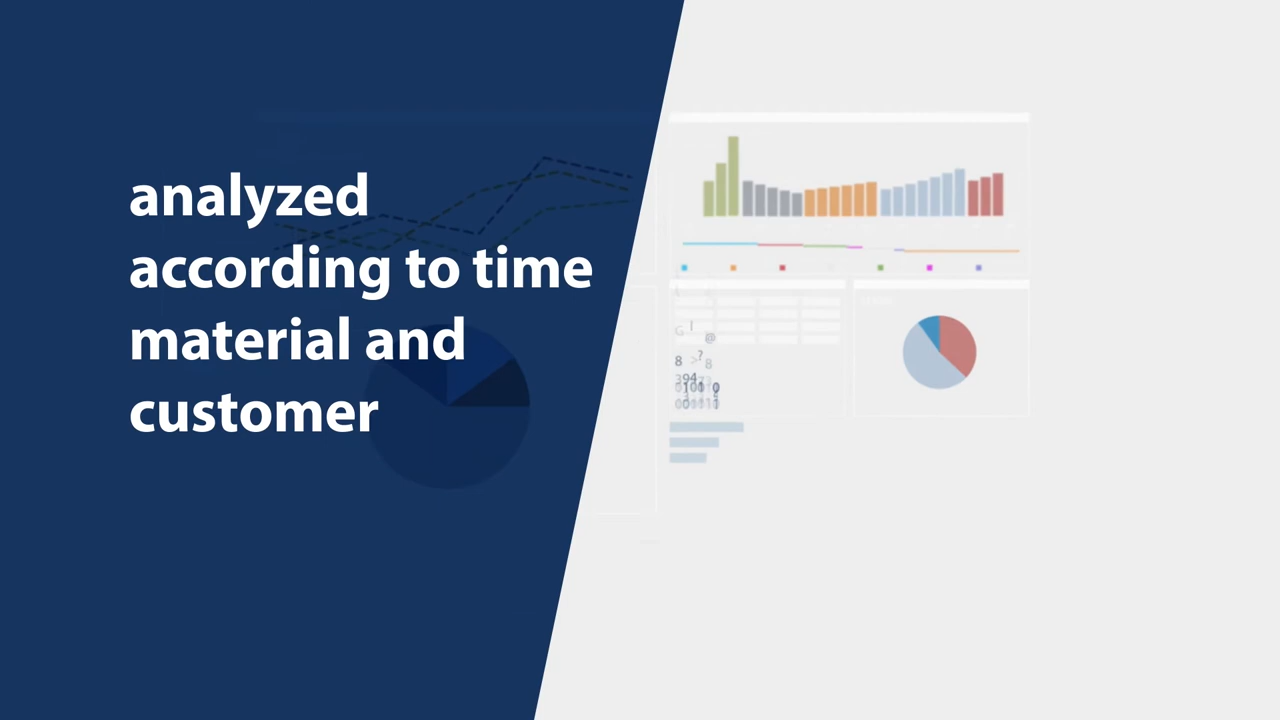 analyzed
according to time
material and
customer